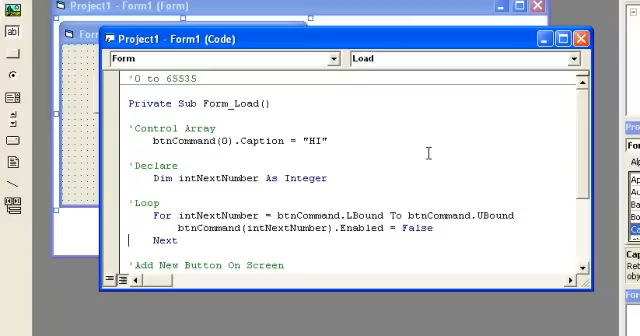 Project1 - Form1 (Form)
Form
Project1 - Form1 (Code)
Form
Load
'0 to 65535
Private Sub Form_Load()
'Control Array
btnCommand(0).Caption = "HI"
'Declare
Dim intNextNumber As Integer
'Loop
For intNextNumber = btnCommand.LBound To btnCommand.UBound
btnCommand(intNextNumber).Enabled = False
Next
'Add New Button On Screen
ab